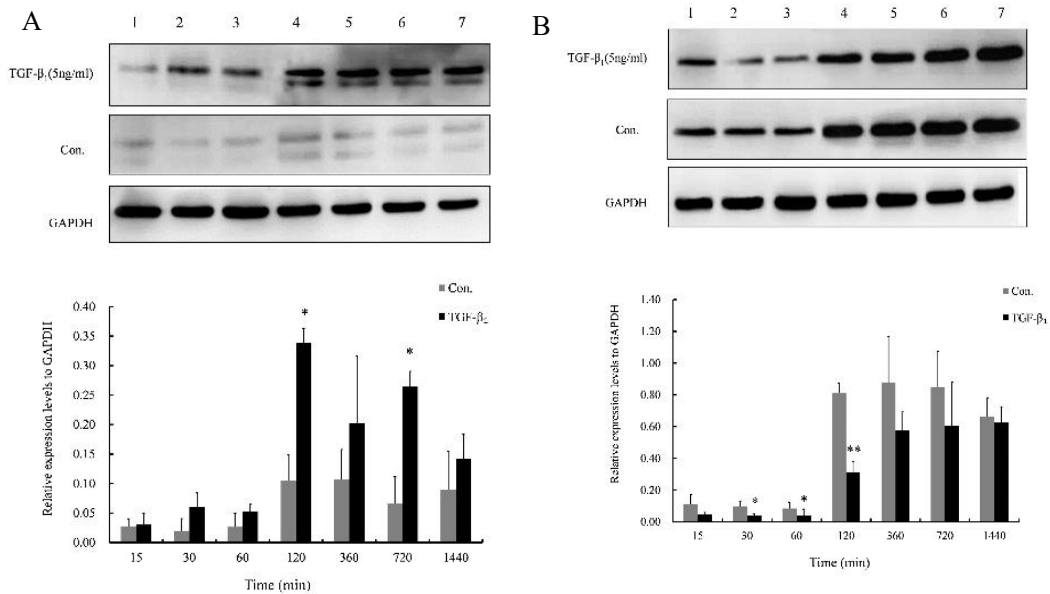 A
1 2 3 4 5 6 7
TGF-β₁(5ng/ml)
Con.
GAPDH
Con.
TGF-β₁
Relative expression levels to GAPDH
0.40
0.35
0.30
0.25
0.20
0.15
0.10
0.05
0.00
*
*
15 30 60 120 360 720 1440
Time (min)
B
1 2 3 4 5 6 7
TGF-β₁(5ng/ml)
Con.
GAPDH
Con.
TGF-β₁
Relative expression levels to GAPDH
1.40
1.20
1.00
0.80
0.60
0.40
0.20
0.00
*
*
**
15 30 60 120 360 720 1440
Time (min)